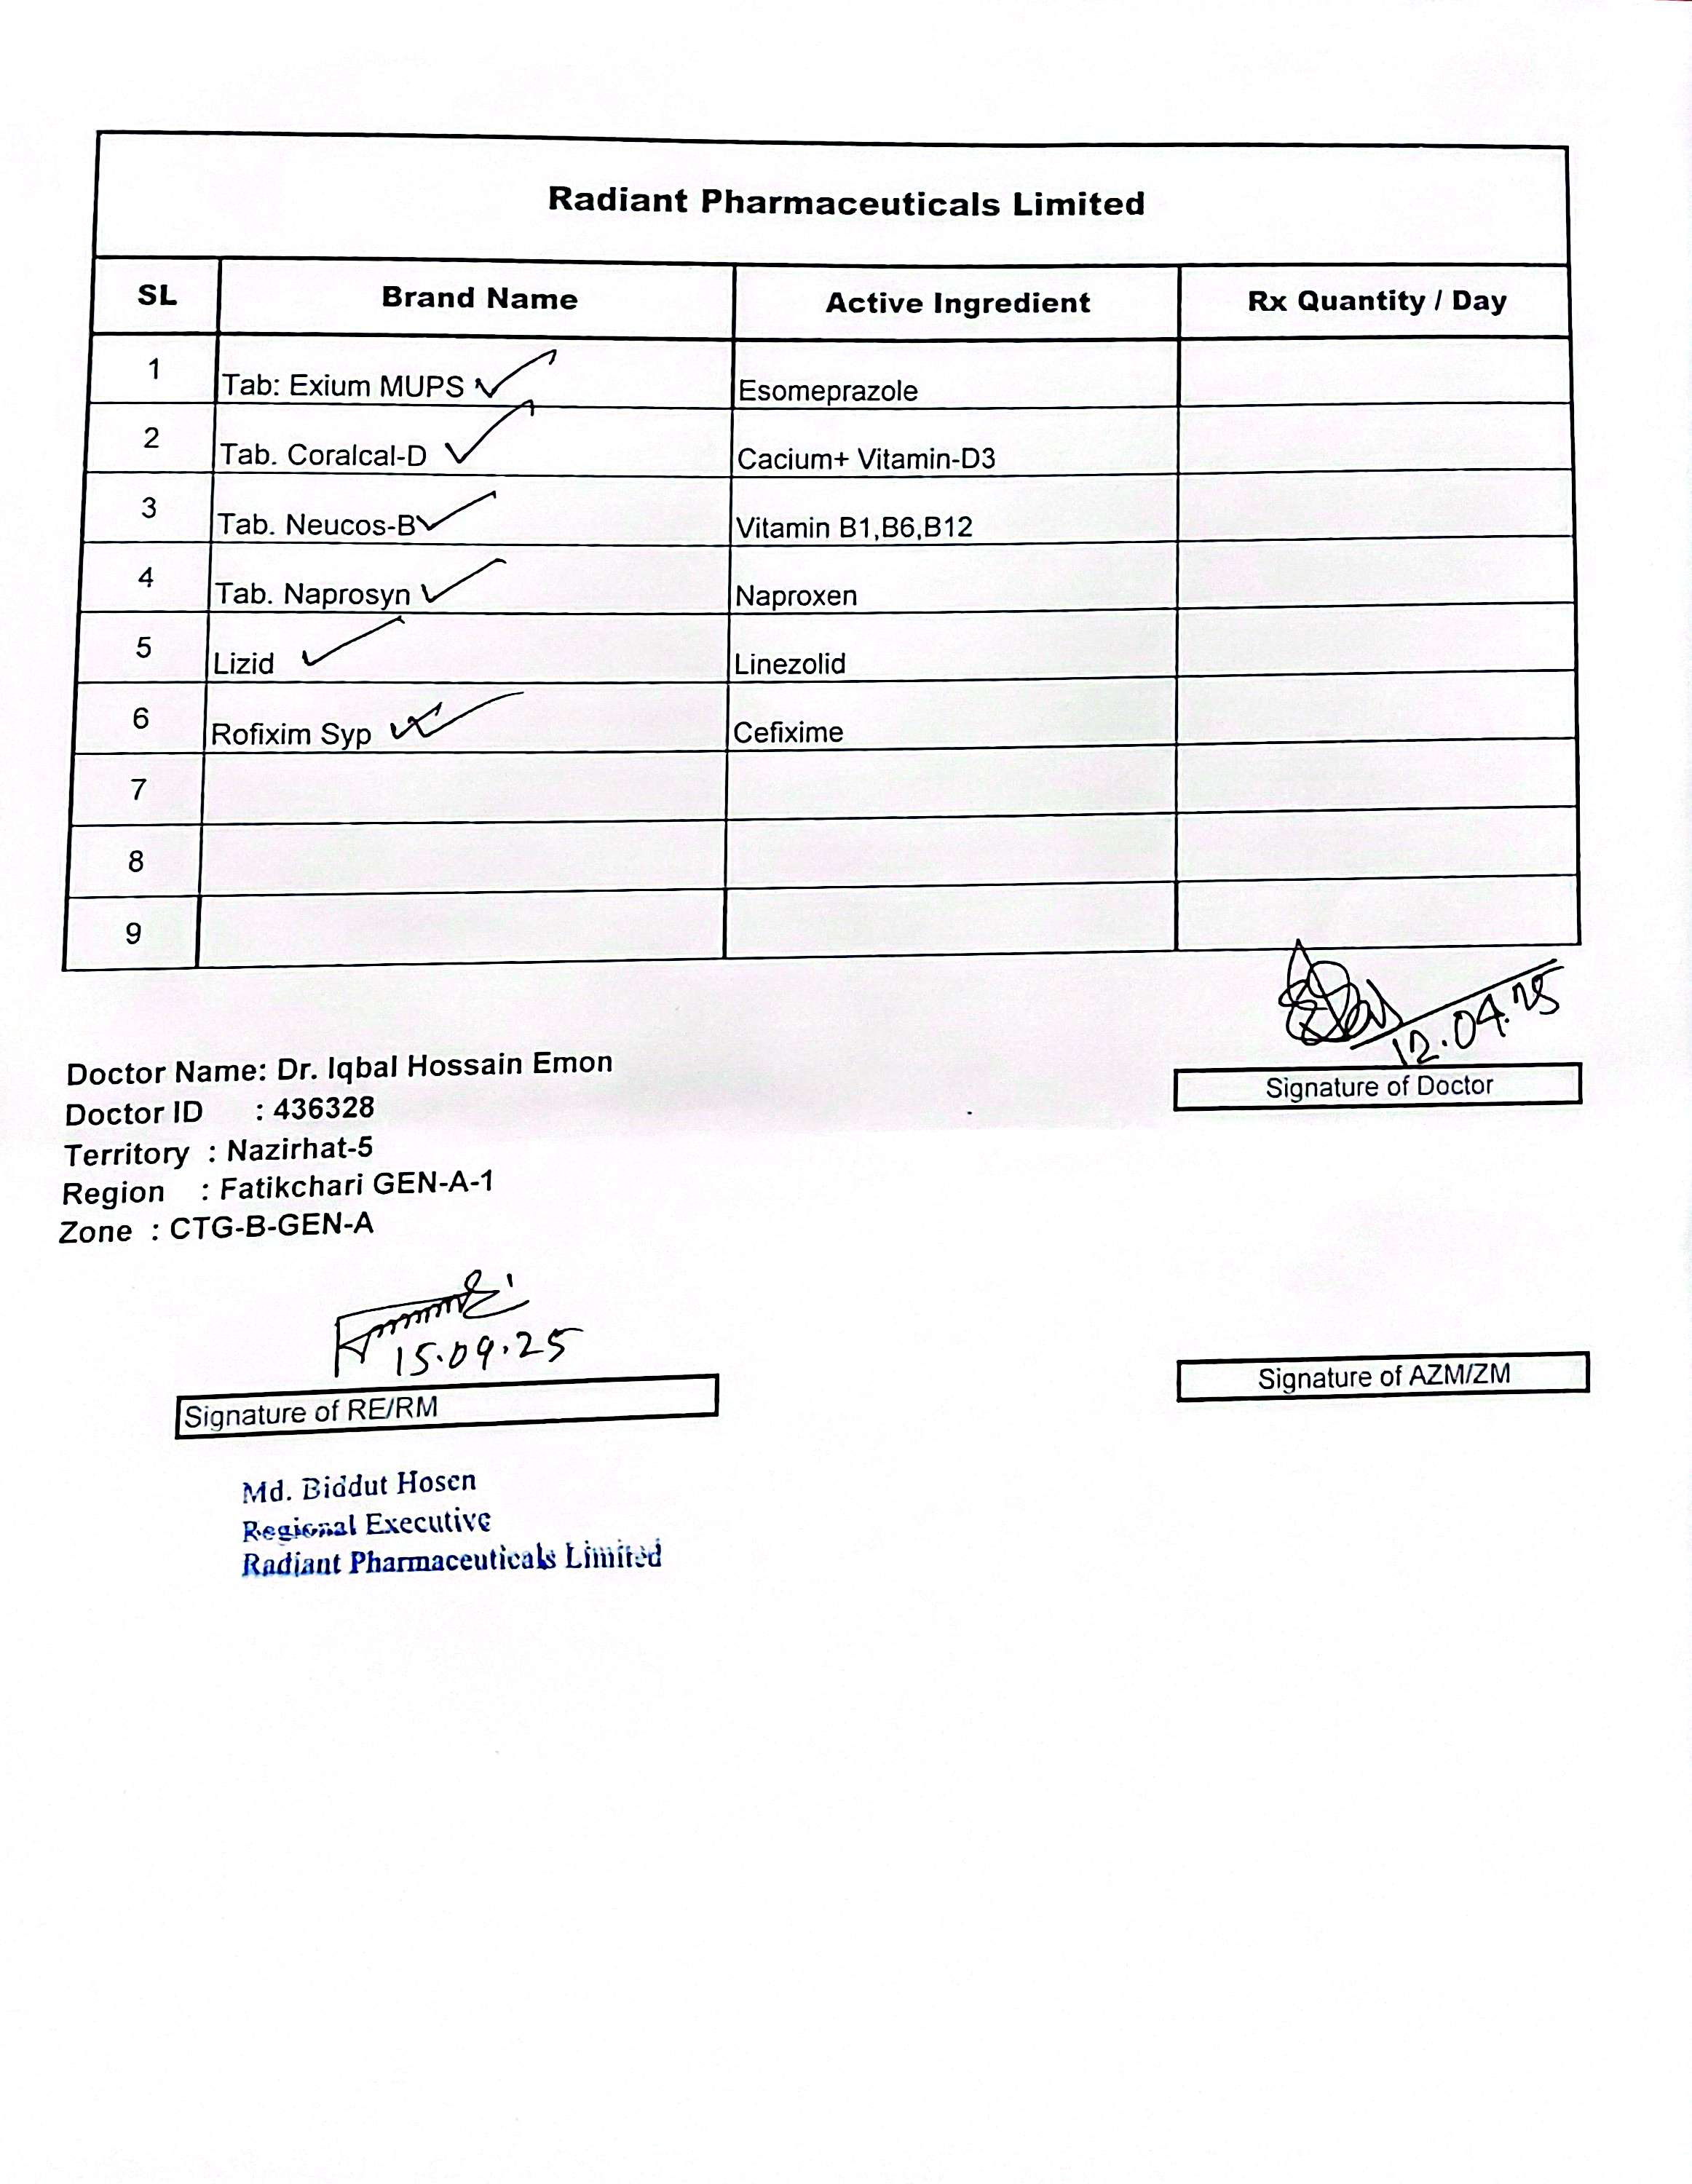 Radiant Pharmaceuticals Limited
SL Brand Name Active Ingredient Rx Quantity / Day
1 Tab: Exium MUPS Esomeprazole
2 Tab. Coralcal-D Cacium+ Vitamin-D3
3 Tab. Neucos-B Vitamin B1,B6,B12
4 Tab. Naprosyn Naproxen
5 Lizid Linezolid
6 Rofixim Syp Cefixime
7
8
9
12.04.25
Signature of Doctor
Doctor Name: Dr. Iqbal Hossain Emon
Doctor ID : 436328
Territory : Nazirhat-5
Region : Fatikchari GEN-A-1
Zone : CTG-B-GEN-A
15.09.25
Signature of RE/RM
Signature of AZM/ZM
Md. Biddut Hosen
Regional Executive
Radiant Pharmaceuticals Limited